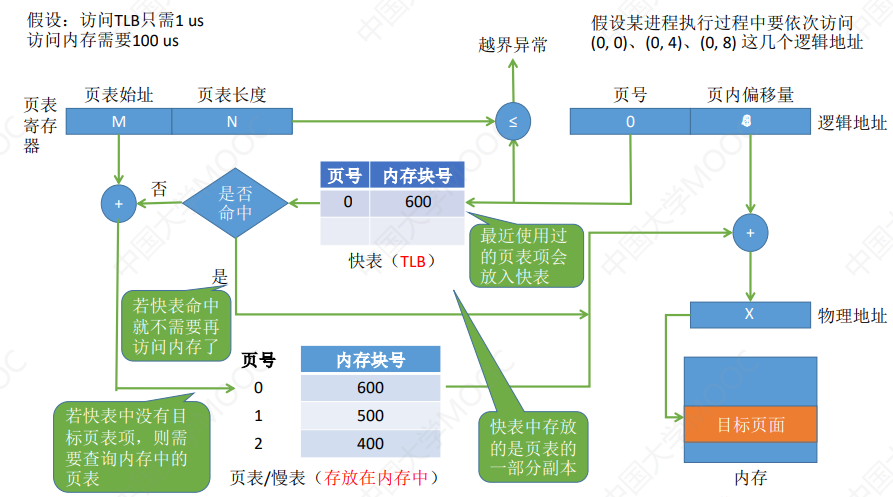 假设：访问TLB只需1 us
访问内存需要100 us
假设某进程执行过程中要依次访问
(0, 0)、(0, 4)、(0, 8) 这几个逻辑地址
越界异常
页表始址
页表长度
页号
页内偏移量
页表
寄存
器
M
N
≤
0
逻辑地址
否
是否
命中
页号
内存块号
0
600
+
+
快表（TLB）
最近使用过
的页表项会
放入快表
是
若快表命中
就不需要再
访问内存了
X
物理地址
页号
内存块号
0
600
1
500
2
400
若快表中没有目
标页表项，则需
要查询内存中的
页表
快表中存放
的是页表的
一部分副本
目标页面
页表/慢表（存放在内存中）
内存
中国大学MOOC